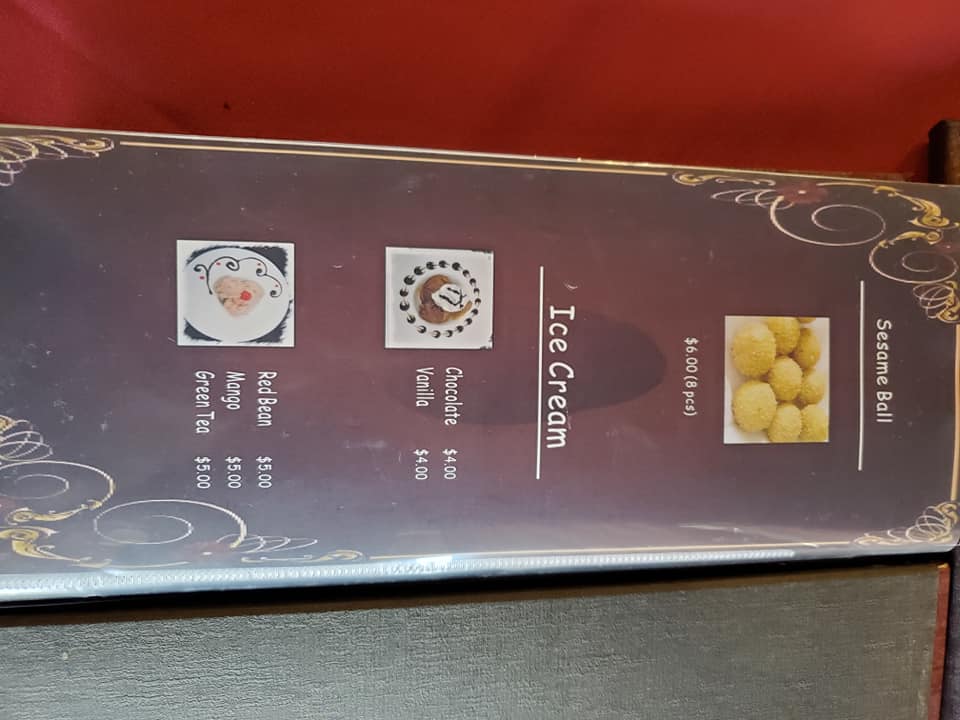 Sesame Ball
$6.00 (8 pcs)
Ice Cream
Chocolate $4.00
Vanilla $4.00
Red Bean $5.00
Mango $5.00
Green Tea $5.00